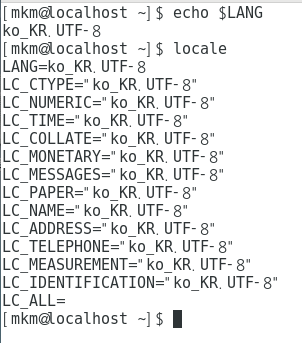 [mkm@localhost ~]$ echo $LANG
ko_KR.UTF-8
[mkm@localhost ~]$ locale
LANG=ko_KR.UTF-8
LC_CTYPE="ko_KR.UTF-8"
LC_NUMERIC="ko_KR.UTF-8"
LC_TIME="ko_KR.UTF-8"
LC_COLLATE="ko_KR.UTF-8"
LC_MONETARY="ko_KR.UTF-8"
LC_MESSAGES="ko_KR.UTF-8"
LC_PAPER="ko_KR.UTF-8"
LC_NAME="ko_KR.UTF-8"
LC_ADDRESS="ko_KR.UTF-8"
LC_TELEPHONE="ko_KR.UTF-8"
LC_MEASUREMENT="ko_KR.UTF-8"
LC_IDENTIFICATION="ko_KR.UTF-8"
LC_ALL=
[mkm@localhost ~]$